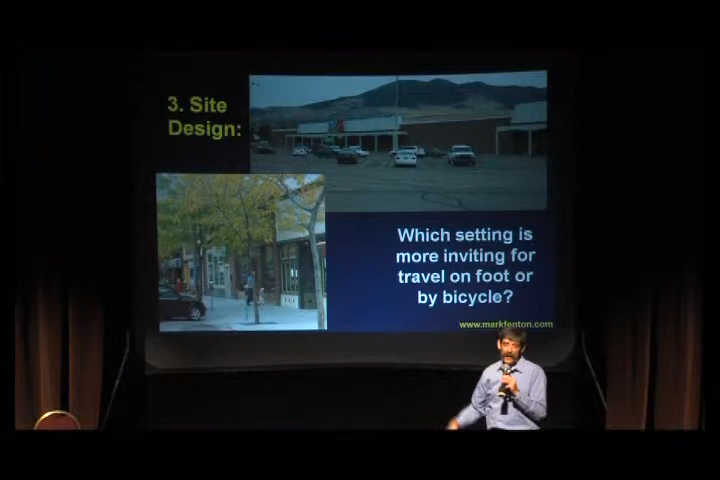 3. Site
Design:
Which setting is
more inviting for
travel on foot or
by bicycle?
www.markfenton.com